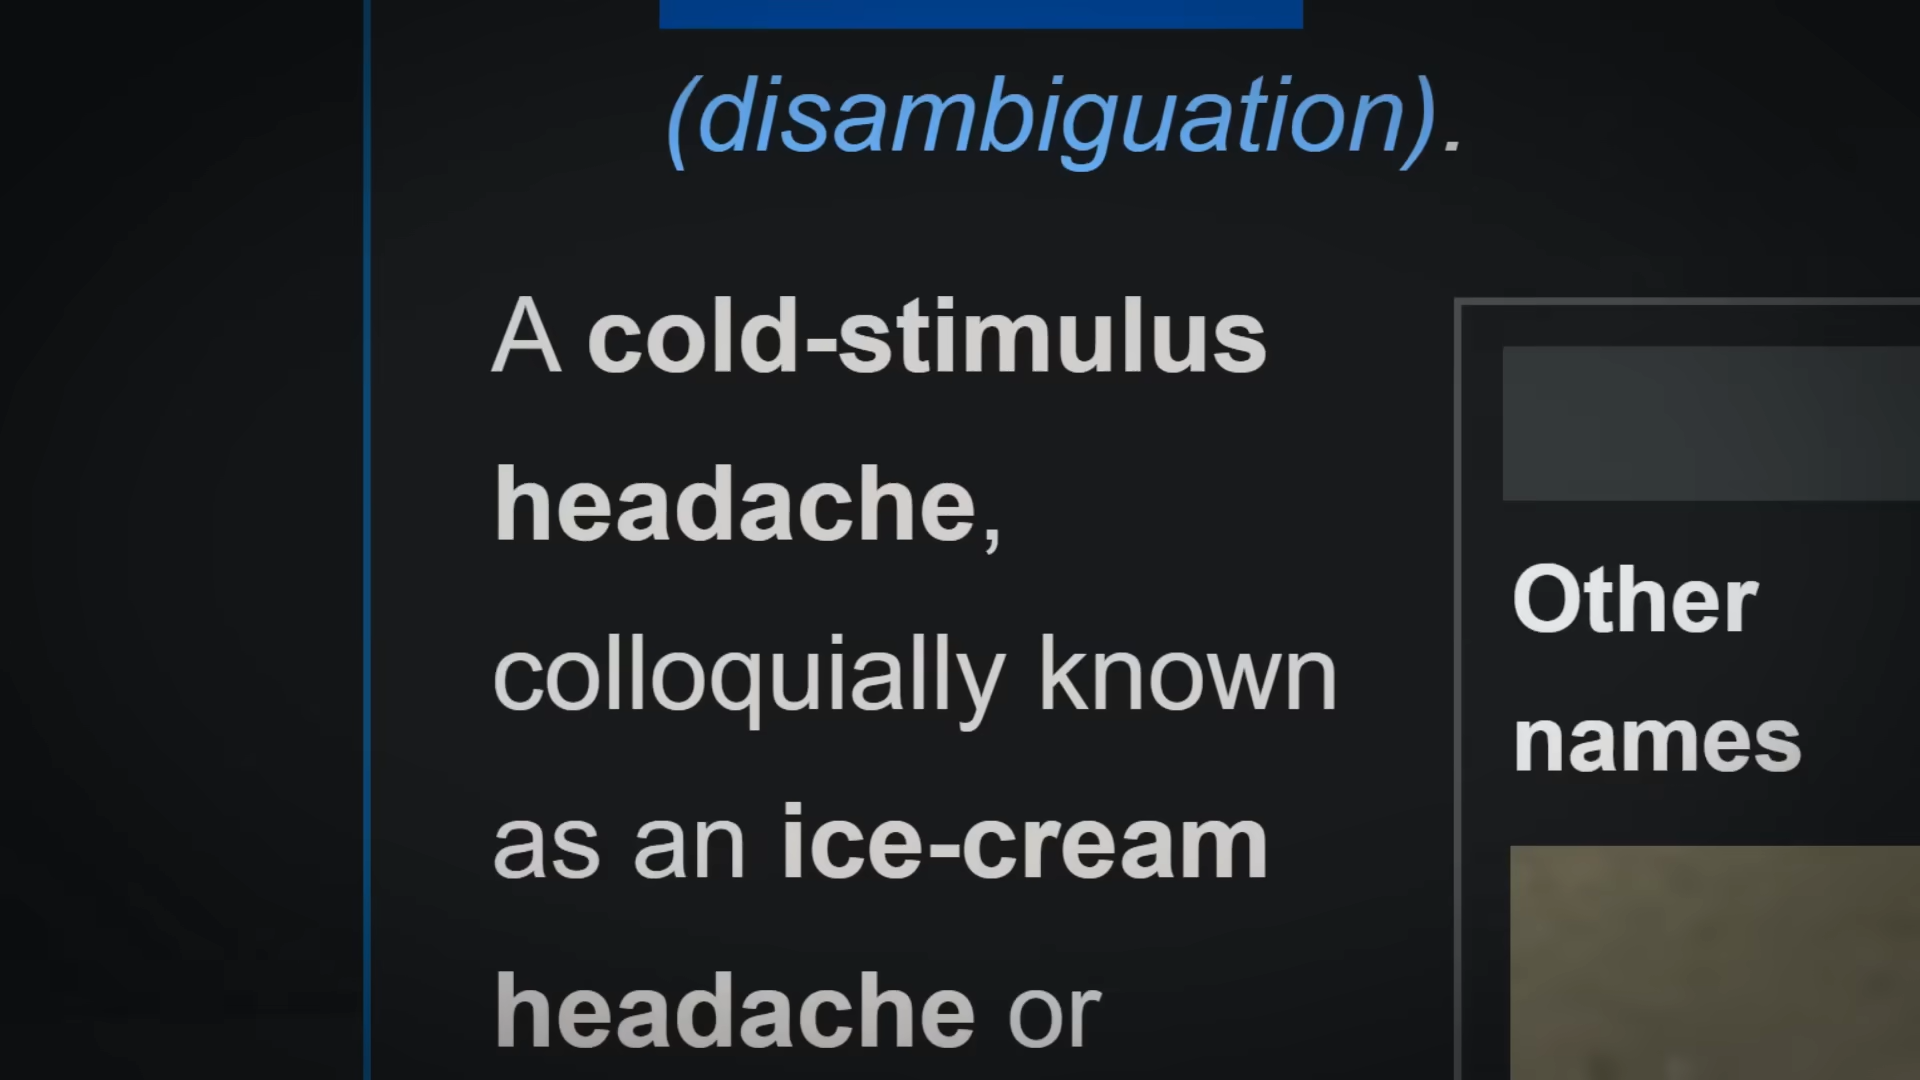 (disambiguation).
A cold-stimulus
headache,
colloquially known
as an ice-cream
headache or
Other
names